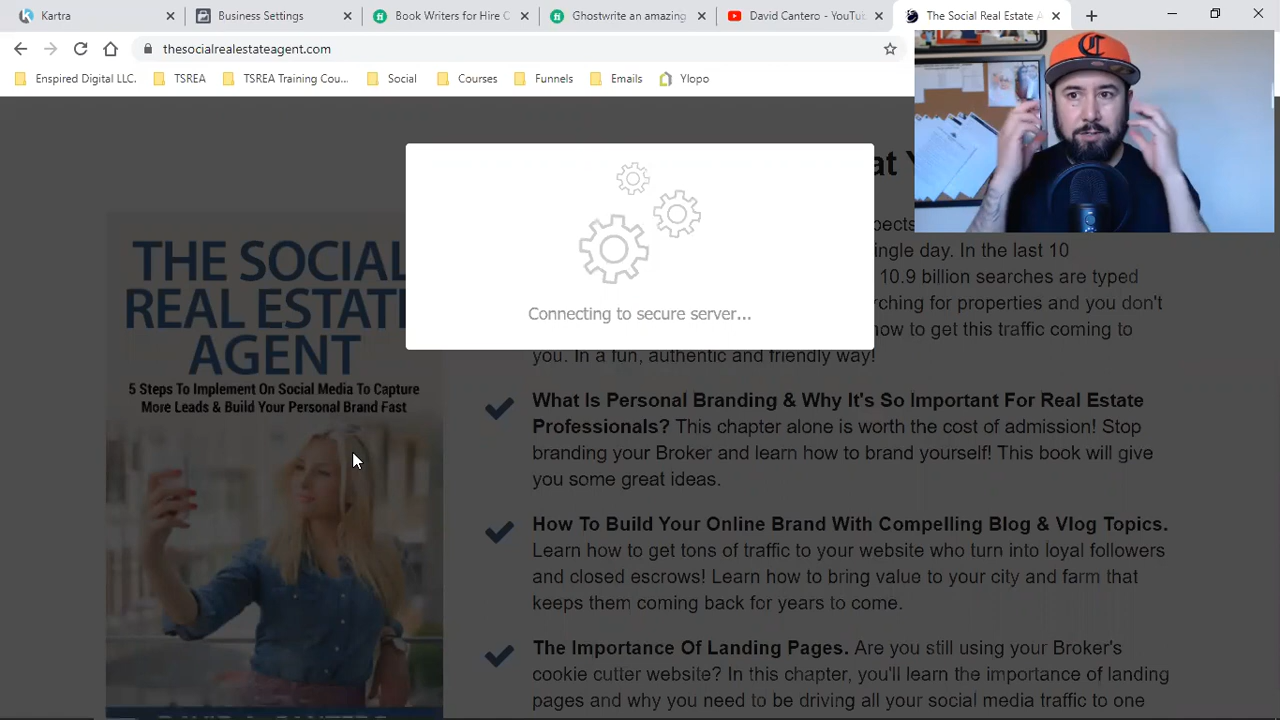 Kartra
Business Settings
Book Writers for Hire
Ghostwrite an amazing
David Cantero - YouTu
The Social Real Estate A
thesocialrealestateagent.com
Enspired Digital LLC.
TSREA
TSREA Training Cou...
Social
Courses
Funnels
Emails
Ylopo
Connecting to secure server...
THE SOCIAL
REAL ESTATE
AGENT
5 Steps To Implement On Social Media To Capture
More Leads & Build Your Personal Brand Fast
single day. In the last 10
10.9 billion searches are typed
and you don't
how to get this traffic coming to
you. In a fun, authentic and friendly way!
What Is Personal Branding & Why It's So Important For Real Estate
Professionals? This chapter alone is worth the cost of admission! Stop
branding your Broker and learn how to brand yourself! This book will give
you some great ideas.
How To Build Your Online Brand With Compelling Blog & Vlog Topics.
Learn how to get tons of traffic to your website who turn into loyal followers
and closed escrows! Learn how to bring value to your city and farm that
keeps them coming back for years to come.
The Importance Of Landing Pages. Are you still using your Broker's
cookie cutter website? In this chapter, you'll learn the importance of landing
pages and why you need to be driving all your social media traffic to one